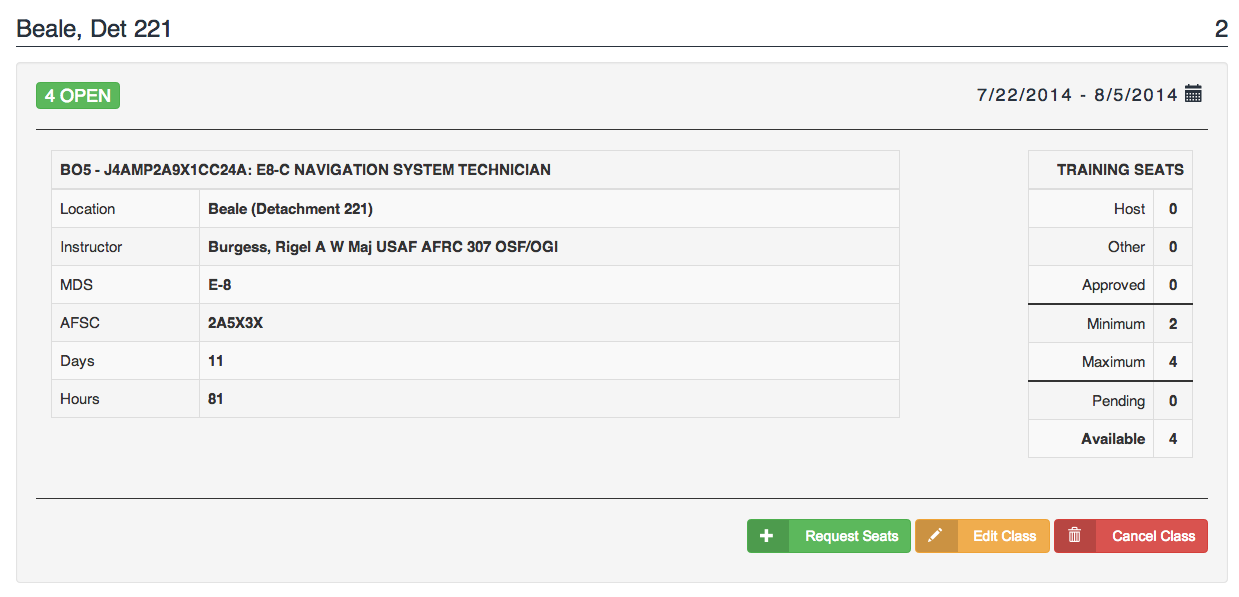 Beale, Det 221 2
4 OPEN 7/22/2014 - 8/5/2014
BO5 - J4AMP2A9X1CC24A: E8-C NAVIGATION SYSTEM TECHNICIAN
Location Beale (Detachment 221)
Instructor Burgess, Rigel A W Maj USAF AFRC 307 OSF/OGI
MDS E-8
AFSC 2A5X3X
Days 11
Hours 81
TRAINING SEATS
Host 0
Other 0
Approved 0
Minimum 2
Maximum 4
Pending 0
Available 4
Request Seats Edit Class Cancel Class